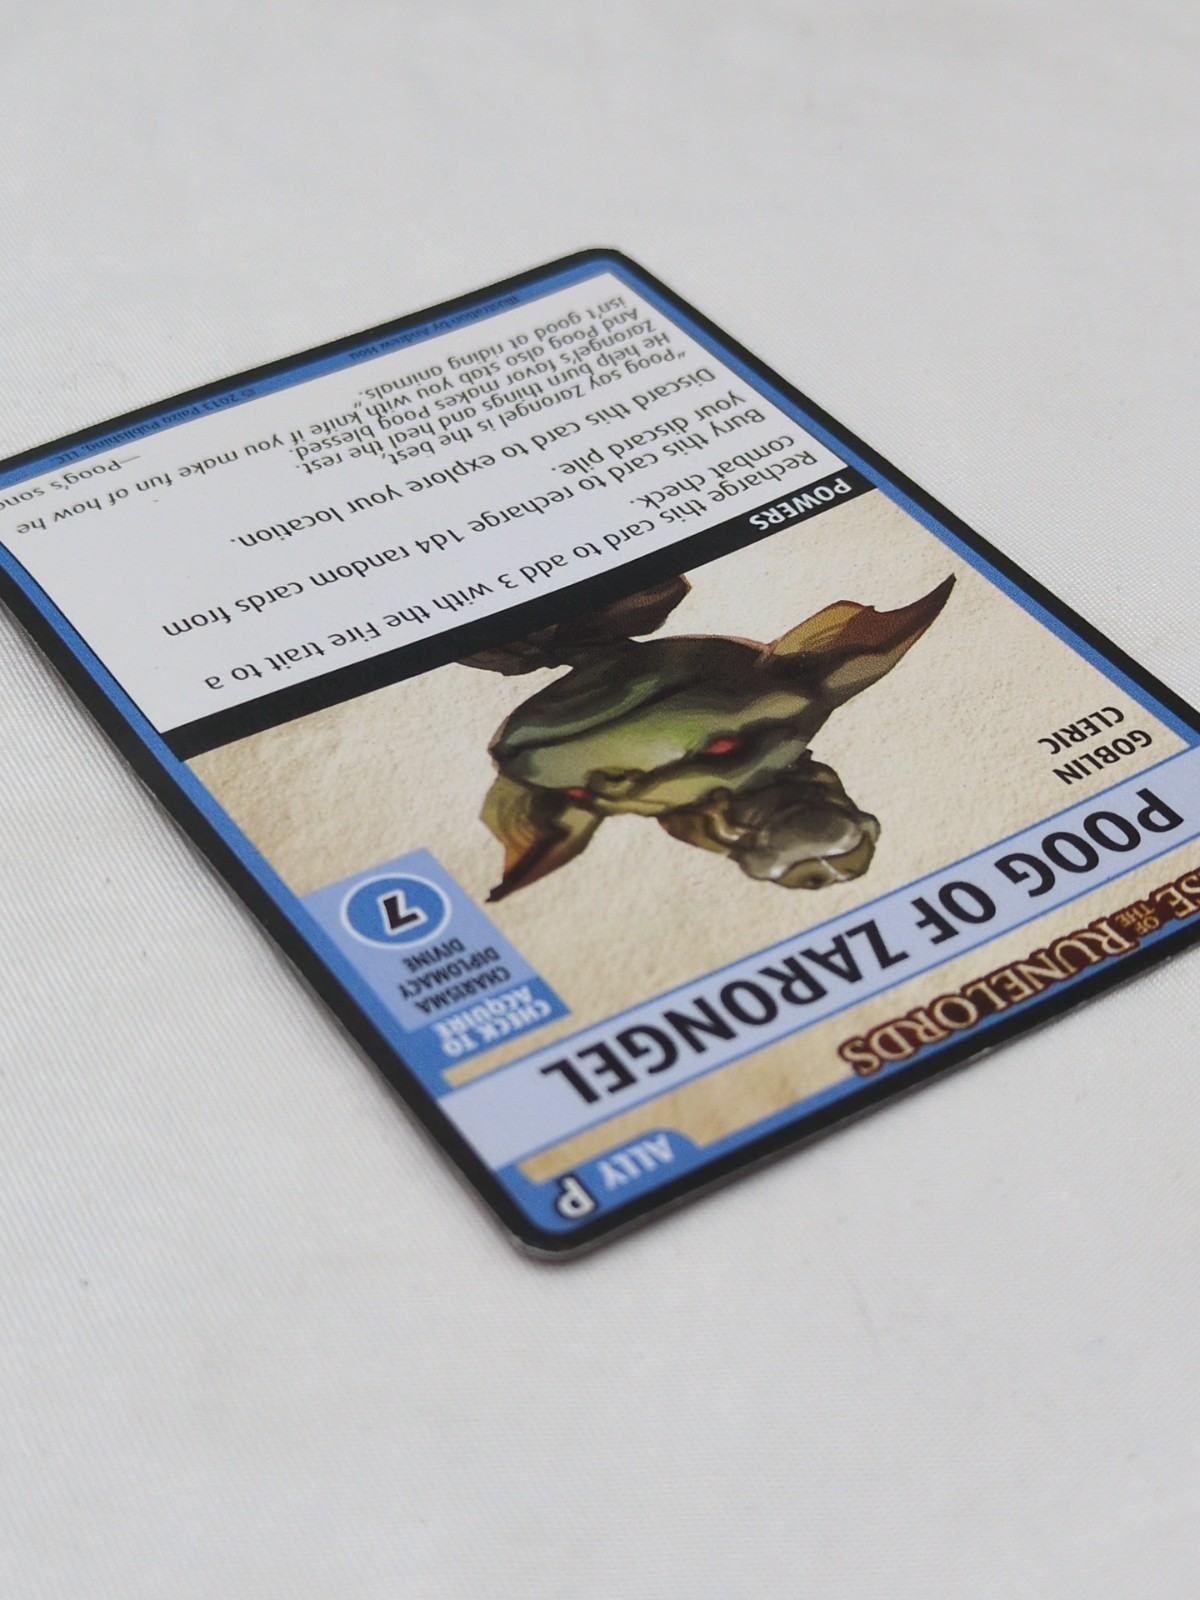 ALLY P
SE OF THE RUNELORDS
POOG OF ZARONGEL
GOBLIN
CLERIC
CHECK TO
ACQUIRE
CHARISMA
DIPLOMACY
DIVINE
7
POWERS
Recharge this card to add 3 with the Fire trait to a
combat check.
Bury this card to recharge 1d4 random cards from
your discard pile.
Discard this card to explore your location.
"Poog say Zarongel is the best,
He help burn things and heal the rest.
Zarongel's favor makes Poog blessed.
And Poog also stab you with knife if you make fun of how he
isn't good at riding animals."
—Poog's song
Illustration by Andrew Hou
© 2013 Paizo Publishing, LLC